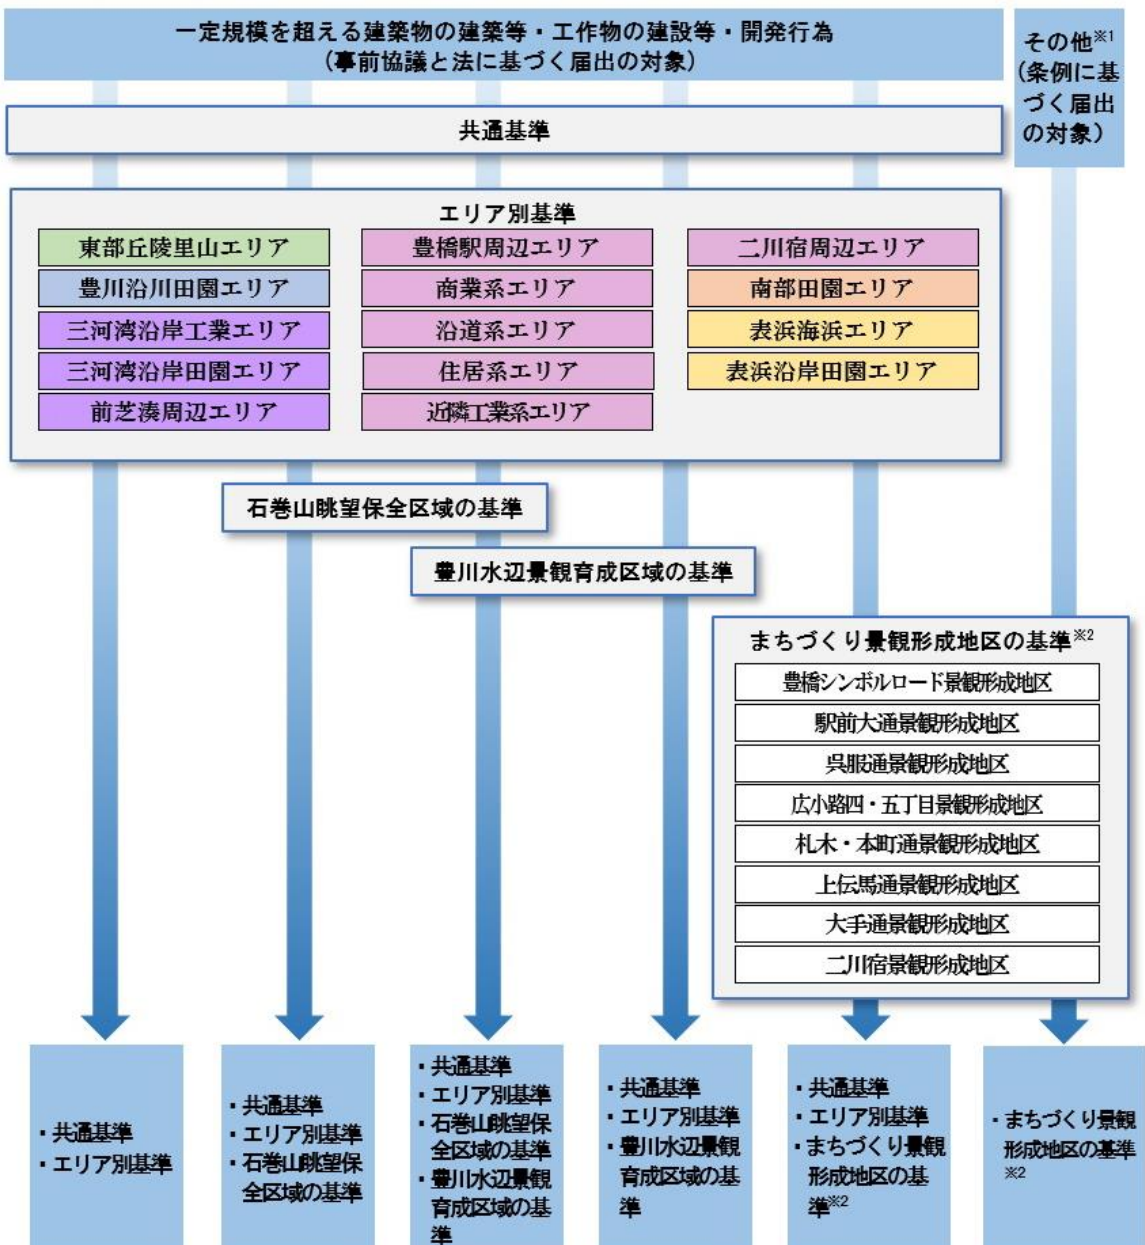 一定規模を超える建築物の建築等・工作物の建設等・開発行為
(事前協議と法に基づく届出の対象)
その他※1
(条例に基
づく届出
の対象)
共通基準
エリア別基準
東部丘陵里山エリア
豊川沿川田園エリア
三河湾沿岸工業エリア
三河湾沿岸田園エリア
前芝湊周辺エリア
豊橋駅周辺エリア
商業系エリア
沿道系エリア
住居系エリア
近隣工業系エリア
二川宿周辺エリア
南部田園エリア
表浜海浜エリア
表浜沿岸田園エリア
石巻山眺望保全区域の基準
豊川水辺景観育成区域の基準
まちづくり景観形成地区の基準※2
豊橋シンボルロード景観形成地区
駅前大通景観形成地区
呉服通景観形成地区
広小路四・五丁目景観形成地区
札木・本町通景観形成地区
上伝馬通景観形成地区
大手通景観形成地区
二川宿景観形成地区
・共通基準
・エリア別基準
・共通基準
・エリア別基準
・石巻山眺望保
全区域の基準
・共通基準
・エリア別基準
・石巻山眺望保
全区域の基準
・豊川水辺景観
育成区域の基
準
・共通基準
・エリア別基準
・豊川水辺景観
育成区域の基
準
・共通基準
・エリア別基準
・まちづくり景観
形成地区の基
準※2
・まちづくり景観
形成地区の基準
※2